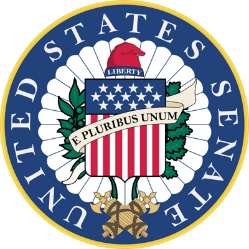 UNITED STATES SENATE
LIBERTY
E PLURIBUS UNUM